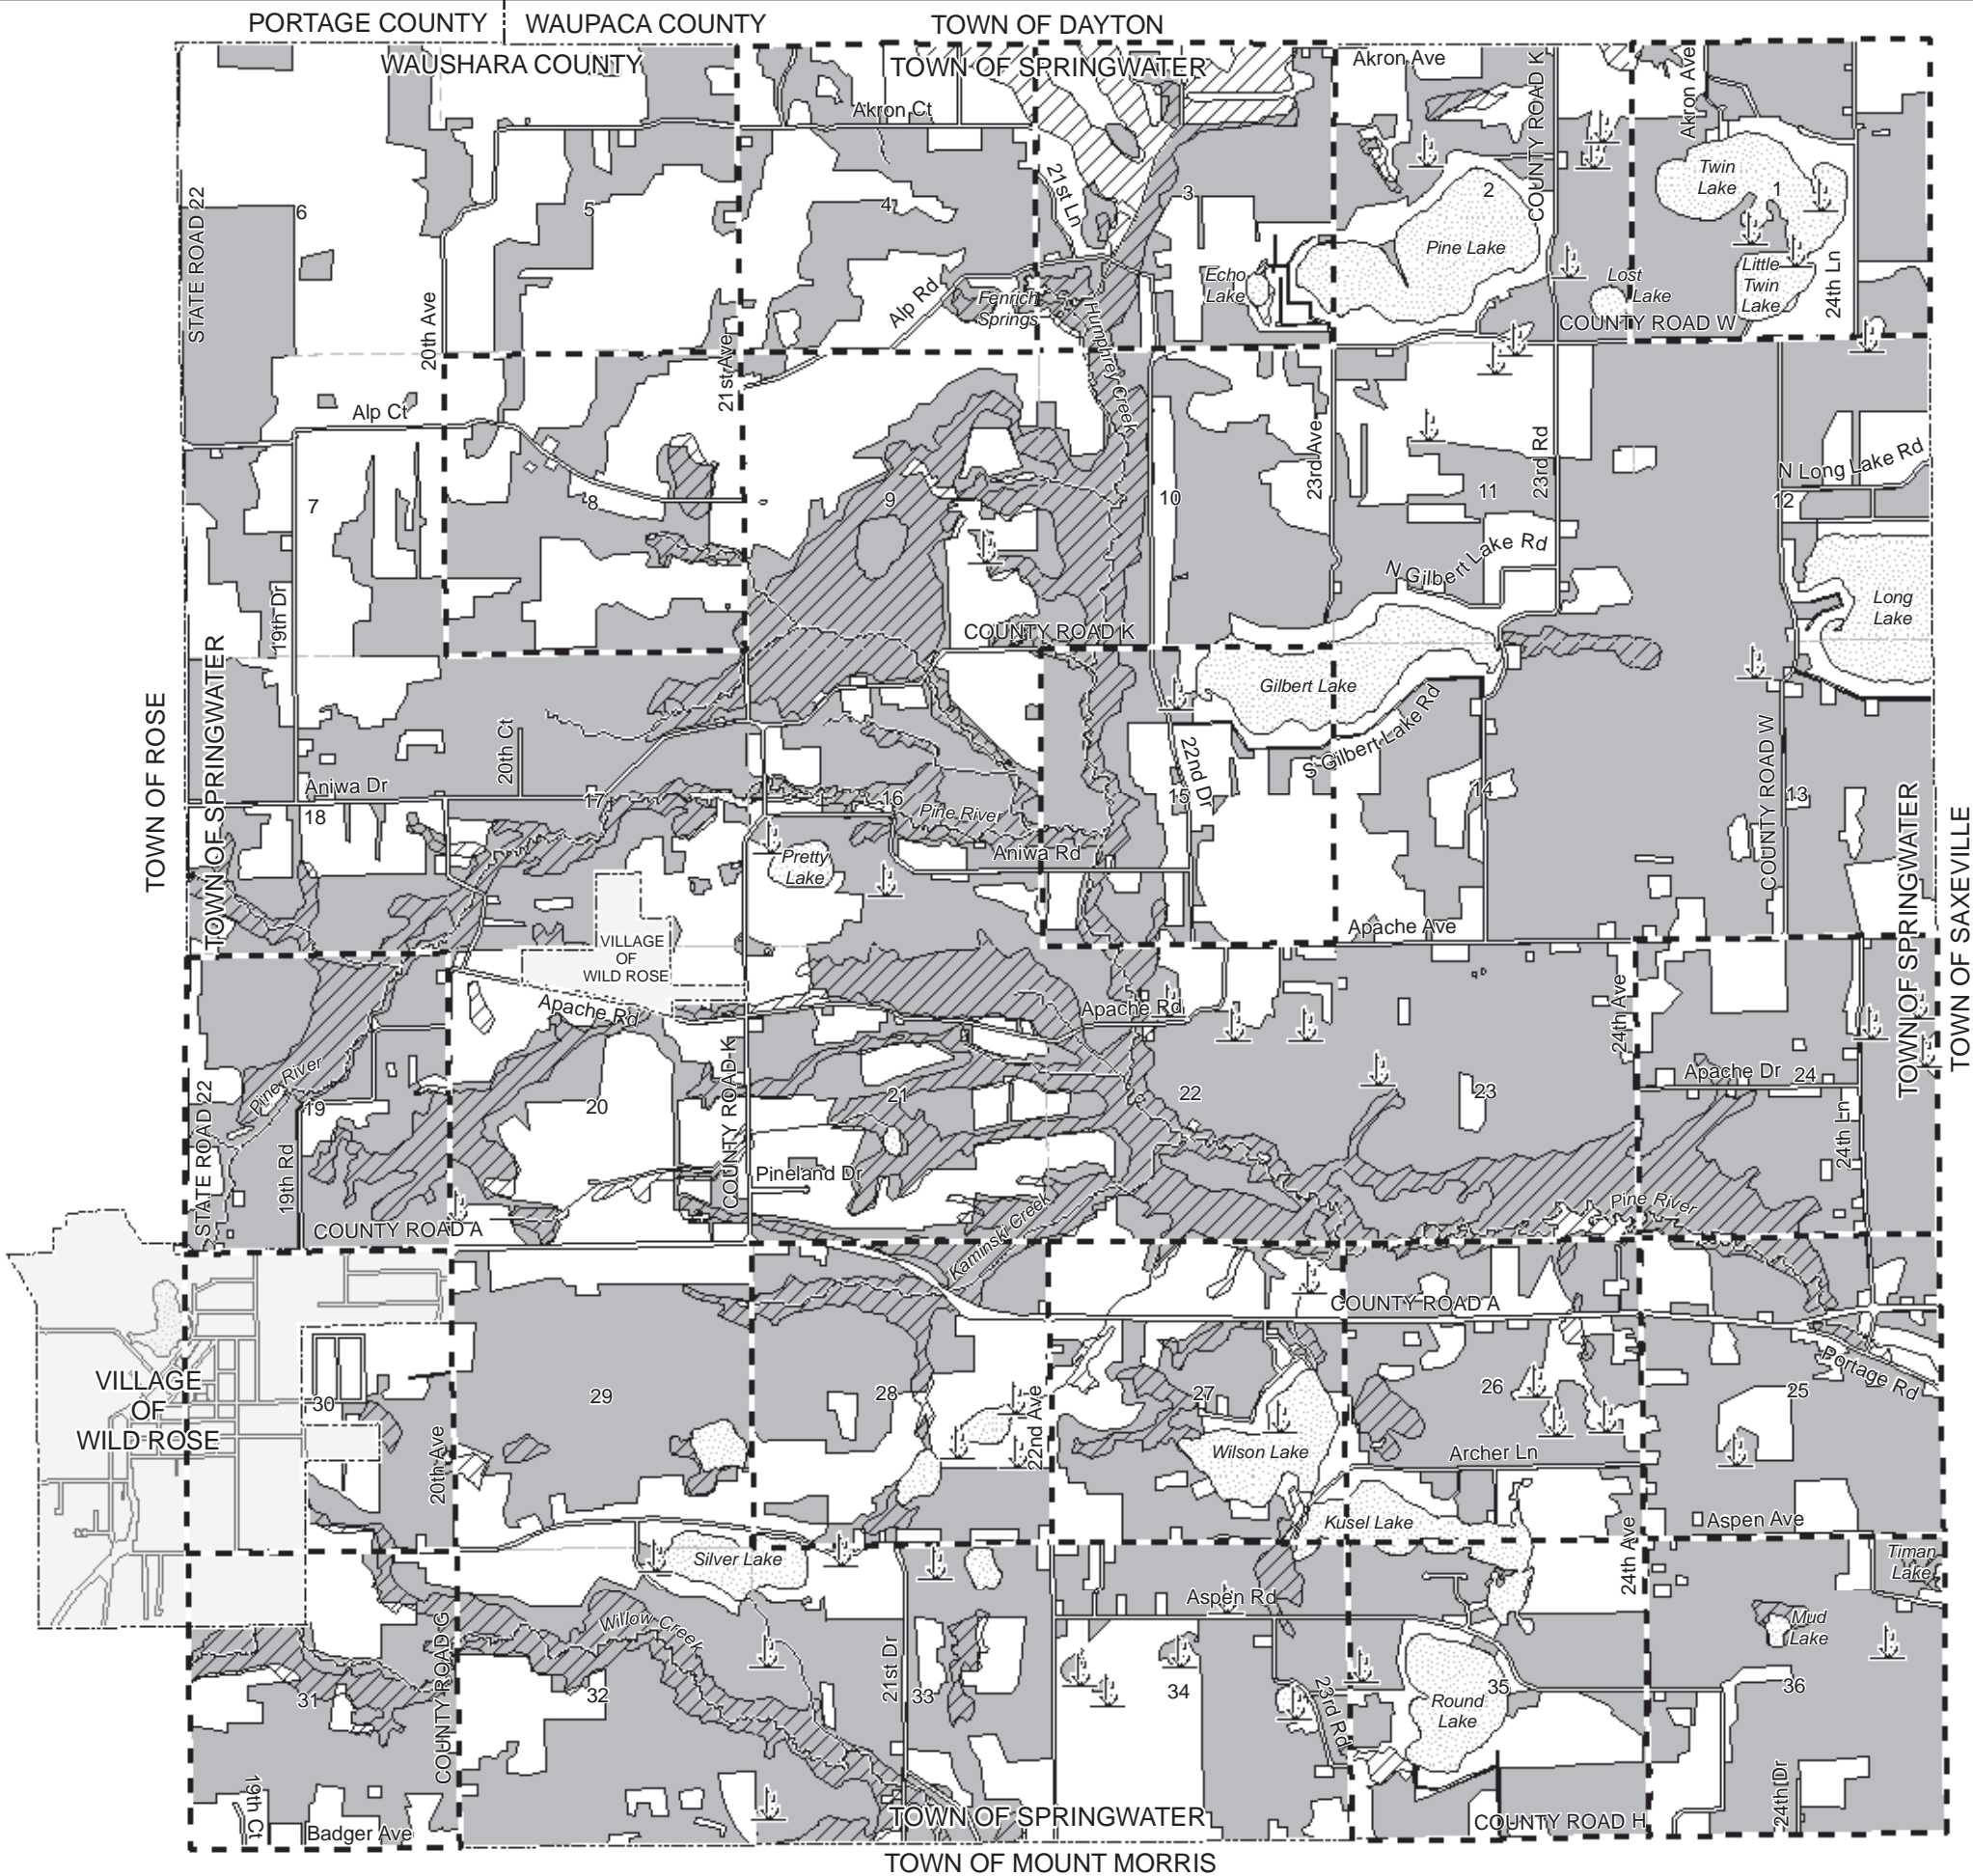 PORTAGE COUNTY
WAUPACA COUNTY
TOWN OF DAYTON
WAUSHARA COUNTY
TOWN OF SPRINGWATER
Akron Ave
COUNTY ROAD K
Akron Ave
Akron Ct
STATE ROAD 22
6
5
4
21st Ln
3
2
Twin
Lake
1
Pine Lake
20th Ave
Alp Rd
Fenrich
Springs
Humphrey Creek
Echo
Lake
Lost
Lake
Little
Twin
Lake
24th Ln
COUNTY ROAD W
21st Ave
Alp Ct
7
8
9
10
23rd Ave
11
23rd Rd
N Long Lake Rd
12
N Gilbert Lake Rd
Long
Lake
19th Dr
COUNTY ROAD K
TOWN OF ROSE
TOWN OF SPRINGWATER
Gilbert Lake
S Gilbert Lake Rd
20th Ct
22nd Dr
COUNTY ROAD W
Aniwa Dr
18
17
16
15
14
13
Pine River
Aniwa Rd
Pretty
Lake
TOWN OF SPRINGWATER
TOWN OF SAXEVILLE
Apache Ave
VILLAGE
OF
WILD ROSE
Apache Rd
Apache Rd
24th Ave
Pine River
19
20
21
22
23
Apache Dr
24
24th Ln
STATE ROAD 22
19th Rd
COUNTY ROAD K
Pineland Dr
Kaminski Creek
Pine River
COUNTY ROAD A
COUNTY ROAD A
Portage Rd
VILLAGE
OF
WILD ROSE
30
29
28
22nd Ave
27
26
25
20th Ave
Wilson Lake
Archer Ln
Kusel Lake
Aspen Ave
24th Ave
Silver Lake
Timan
Lake
Aspen Rd
Mud
Lake
Willow Creek
COUNTY ROAD G
31
32
21st Dr
33
34
23rd Rd
Round
Lake
35
36
24th Dr
19th Ct
Badger Ave
TOWN OF SPRINGWATER
COUNTY ROAD H
TOWN OF MOUNT MORRIS